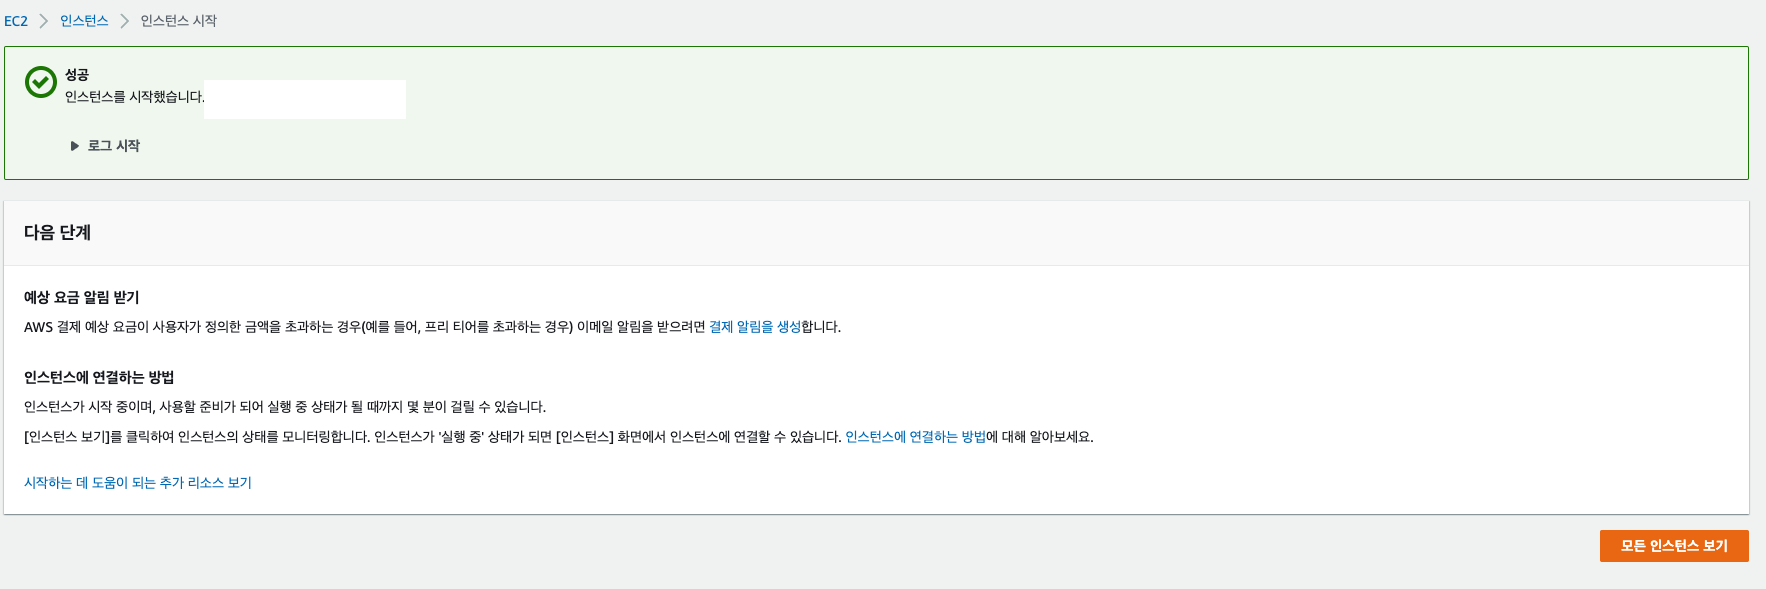 EC2 > 인스턴스 > 인스턴스 시작
성공
인스턴스를 시작했습니다.
로그 시작
다음 단계
예상 요금 알림 받기
AWS 결제 예상 요금이 사용자가 정의한 금액을 초과하는 경우(예를 들어, 프리 티어를 초과하는 경우) 이메일 알림을 받으려면 결제 알림을 생성합니다.
인스턴스에 연결하는 방법
인스턴스가 시작 중이며, 사용할 준비가 되어 실행 중 상태가 될 때까지 몇 분이 걸릴 수 있습니다.
[인스턴스 보기]를 클릭하여 인스턴스의 상태를 모니터링합니다. 인스턴스가 '실행 중' 상태가 되면 [인스턴스] 화면에서 인스턴스에 연결할 수 있습니다. 인스턴스에 연결하는 방법에 대해 알아보세요.
시작하는 데 도움이 되는 추가 리소스 보기
모든 인스턴스 보기